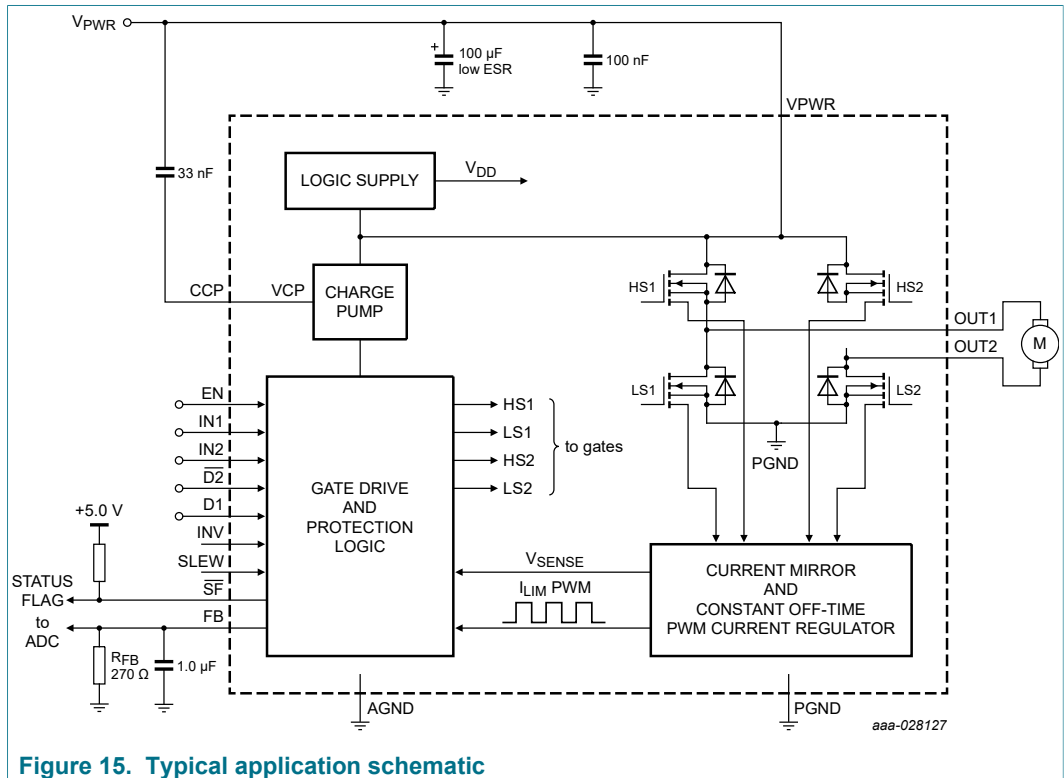 VPWR
+ 100 µF
low ESR
100 nF
VPWR
33 nF
LOGIC SUPPLY
VDD
CCP
VCP
CHARGE
PUMP
HS1
HS2
OUT1
M
OUT2
LS1
LS2
PGND
EN
IN1
IN2
D2
D1
INV
SLEW
SF
FB
+5.0 V
STATUS
FLAG
to
ADC
RFB
270 Ω
1.0 µF
GATE DRIVE
AND
PROTECTION
LOGIC
HS1
LS1
HS2
LS2
to gates
VSENSE
ILIM PWM
CURRENT MIRROR
AND
CONSTANT OFF-TIME
PWM CURRENT REGULATOR
AGND
PGND
aaa-028127
Figure 15. Typical application schematic